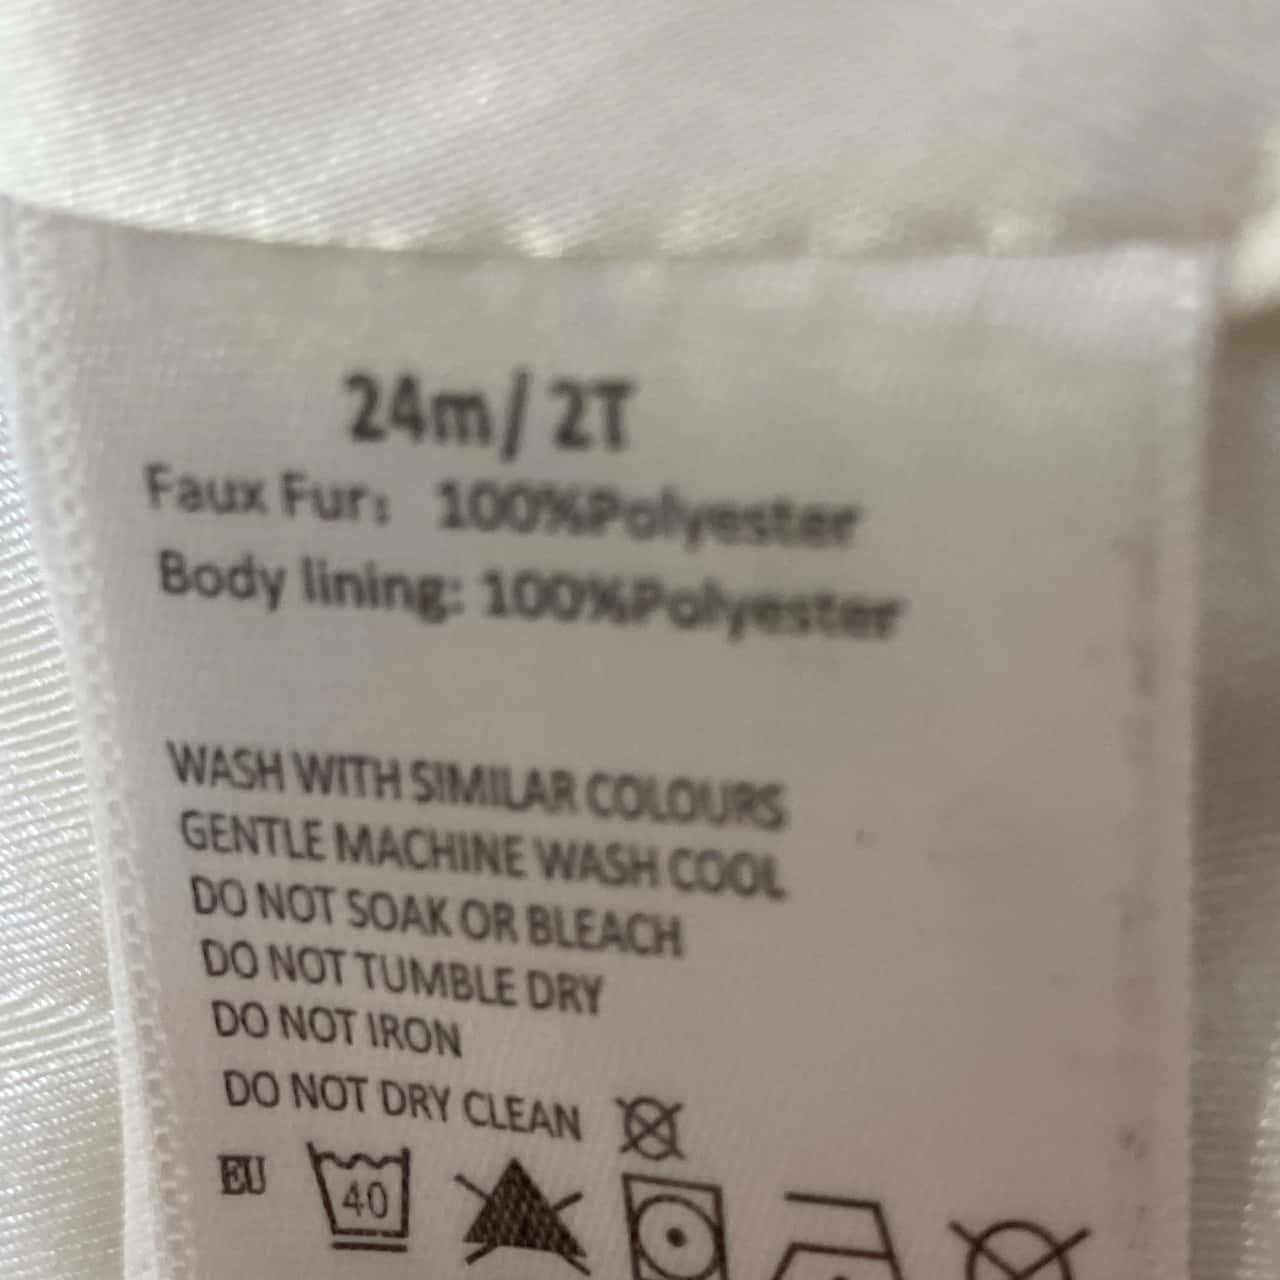 24m/ 2T
Faux Fur: 100%Polyester
Body lining: 100%Polyester
WASH WITH SIMILAR COLOURS
GENTLE MACHINE WASH COOL
DO NOT SOAK OR BLEACH
DO NOT TUMBLE DRY
DO NOT IRON
DO NOT DRY CLEAN
EU 40